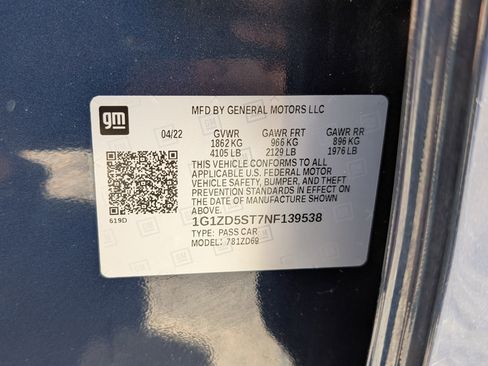 gm
MFD BY GENERAL MOTORS LLC
04/22 GVWR GAWR FRT GAWR RR
1862 KG 966 KG 896 KG
4105 LB 2129 LB 1976 LB
THIS VEHICLE CONFORMS TO ALL
APPLICABLE U.S. FEDERAL MOTOR
VEHICLE SAFETY, BUMPER, AND THEFT
PREVENTION STANDARDS IN EFFECT ON
THE DATE OF MANUFACTURE SHOWN
ABOVE.
619D
1G1ZD5ST7NF139538
TYPE: PASS CAR
MODEL: 781ZD69